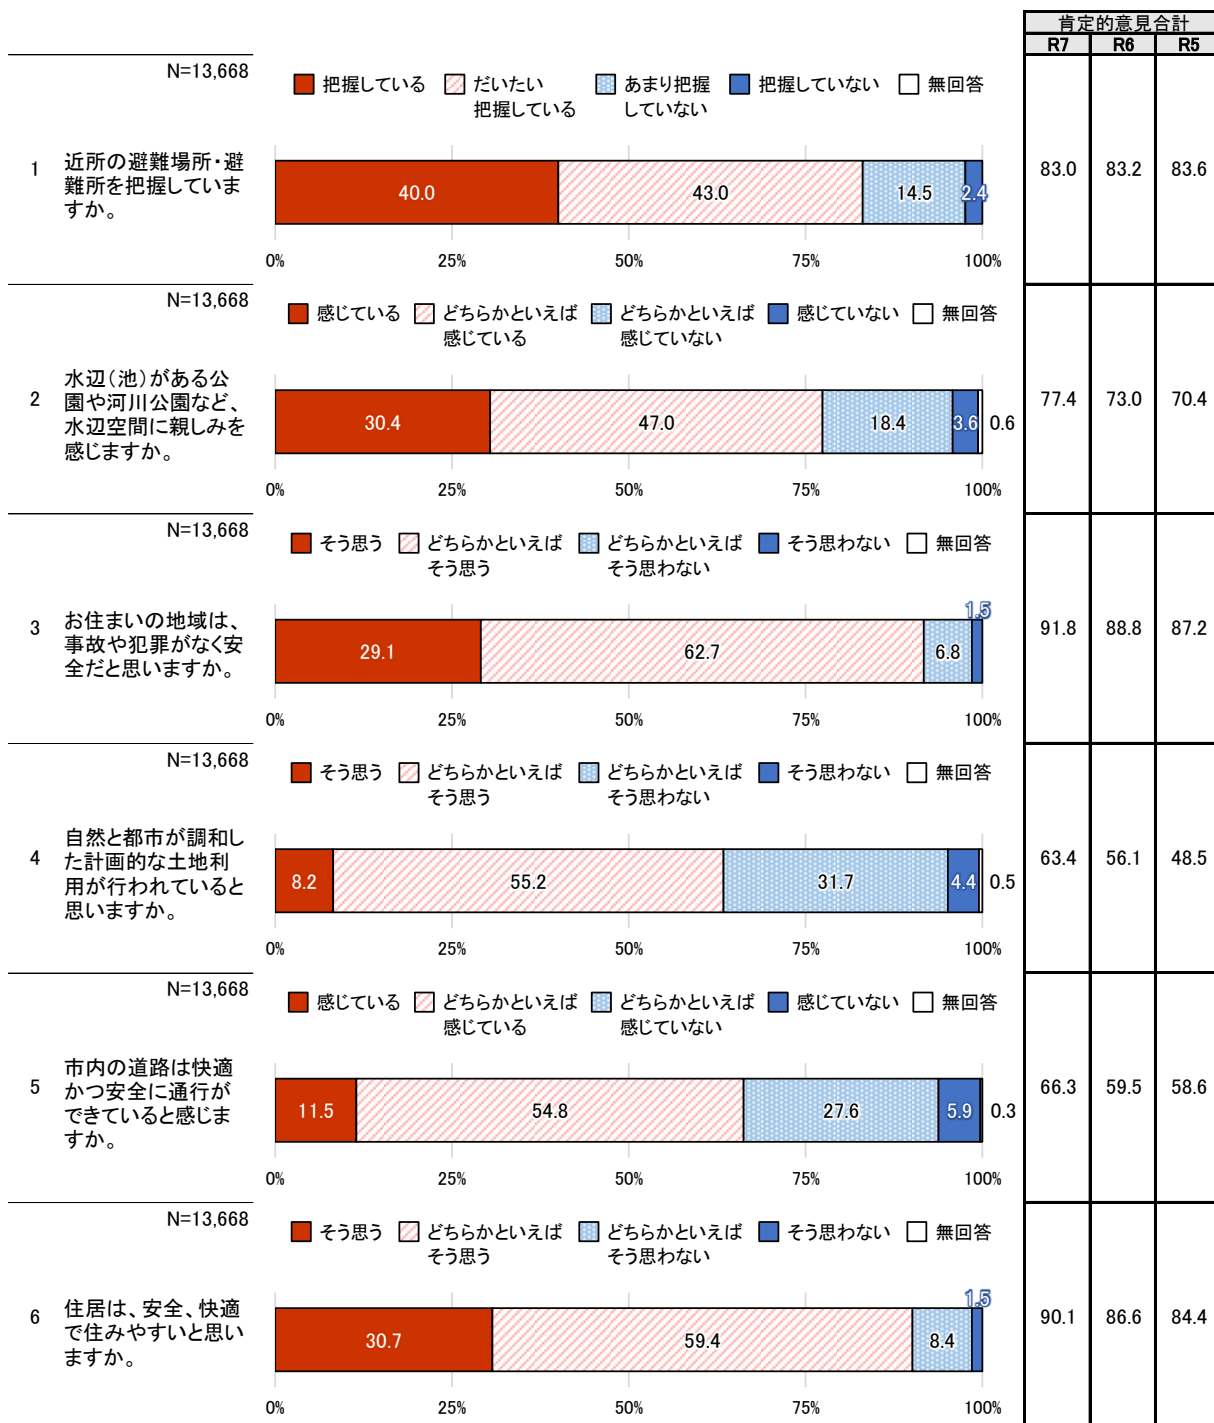 肯定的意見合計
R7 R6 R5
N=13,668
把握している だいたい 把握している あまり把握 していない 把握していない 無回答
1 近所の避難場所・避
難所を把握していま
すか。
40.0 43.0 14.5 2.4
83.0 83.2 83.6
0% 25% 50% 75% 100%
N=13,668
感じている どちらかといえば 感じている どちらかといえば 感じていない 感じていない 無回答
2 水辺（池）がある公
園や河川公園など、
水辺空間に親しみを
感じますか。
30.4 47.0 18.4 3.6 0.6
77.4 73.0 70.4
0% 25% 50% 75% 100%
N=13,668
そう思う どちらかといえば そう思う どちらかといえば そう思わない そう思わない 無回答
3 お住まいの地域は、
事故や犯罪がなく安
全だと思いますか。
29.1 62.7 6.8 1.5
91.8 88.8 87.2
0% 25% 50% 75% 100%
N=13,668
そう思う どちらかといえば そう思う どちらかといえば そう思わない そう思わない 無回答
4 自然と都市が調和し
た計画的な土地利
用が行われていると
思いますか。
8.2 55.2 31.7 4.4 0.5
63.4 56.1 48.5
0% 25% 50% 75% 100%
N=13,668
感じている どちらかといえば 感じている どちらかといえば 感じていない 感じていない 無回答
5 市内の道路は快適
かつ安全に通行が
できていると感じま
すか。
11.5 54.8 27.6 5.9 0.3
66.3 59.5 58.6
0% 25% 50% 75% 100%
N=13,668
そう思う どちらかといえば そう思う どちらかといえば そう思わない そう思わない 無回答
6 住居は、安全、快適
で住みやすいと思い
ますか。
30.7 59.4 8.4 1.5
90.1 86.6 84.4
0% 25% 50% 75% 100%